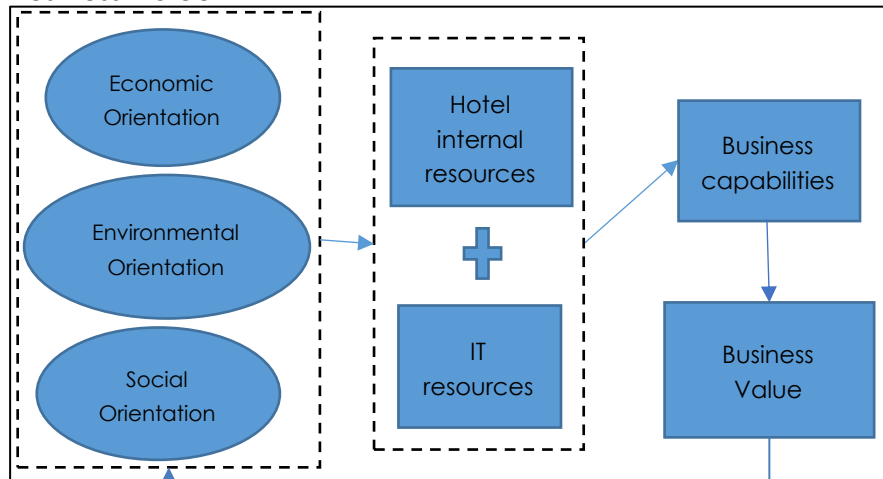 Economic
Orientation
Environmental
Orientation
Social
Orientation
Hotel
internal
resources
IT
resources
Business
capabilities
Business
Value